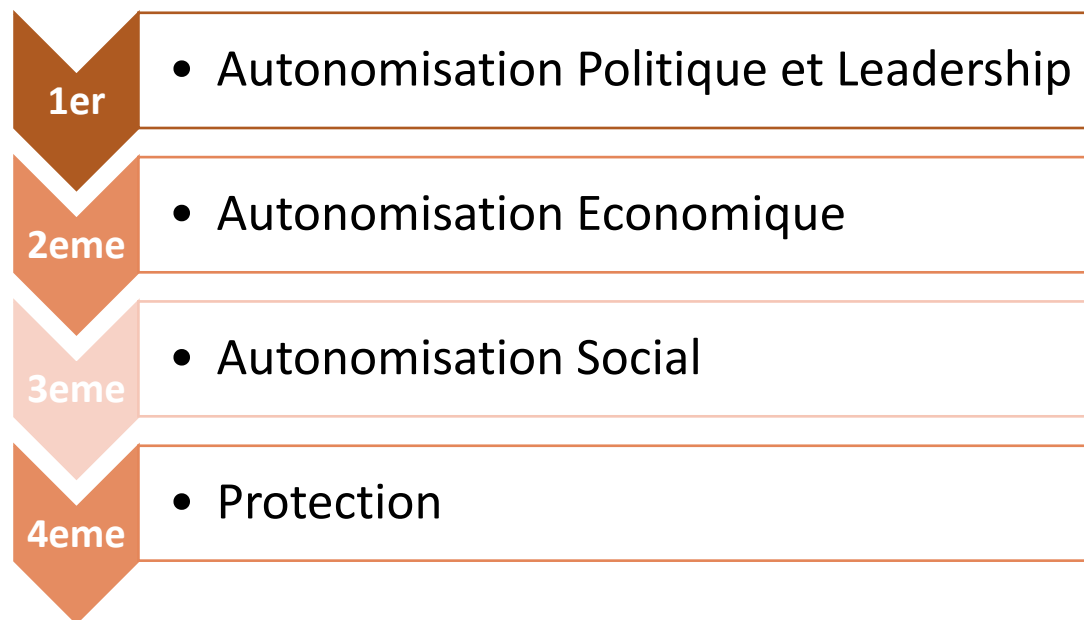 1er
• Autonomisation Politique et Leadership
2eme
• Autonomisation Economique
3eme
• Autonomisation Social
4eme
• Protection